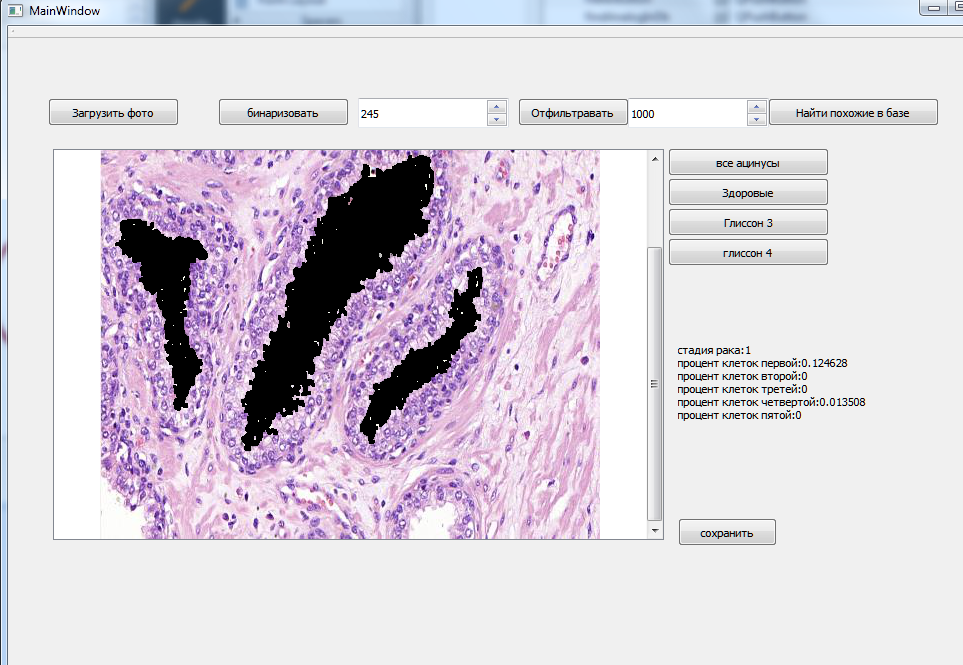 MainWindow
Загрузить фото
бинаризовать
245
Отфильтравать
1000
Найти похожие в базе
все ацинусы
Здоровые
Глиссон 3
глиссон 4
стадия рака:1
процент клеток первой:0.124628
процент клеток второй:0
процент клеток третей:0
процент клеток четвертой:0.013508
процент клеток пятой:0
сохранить